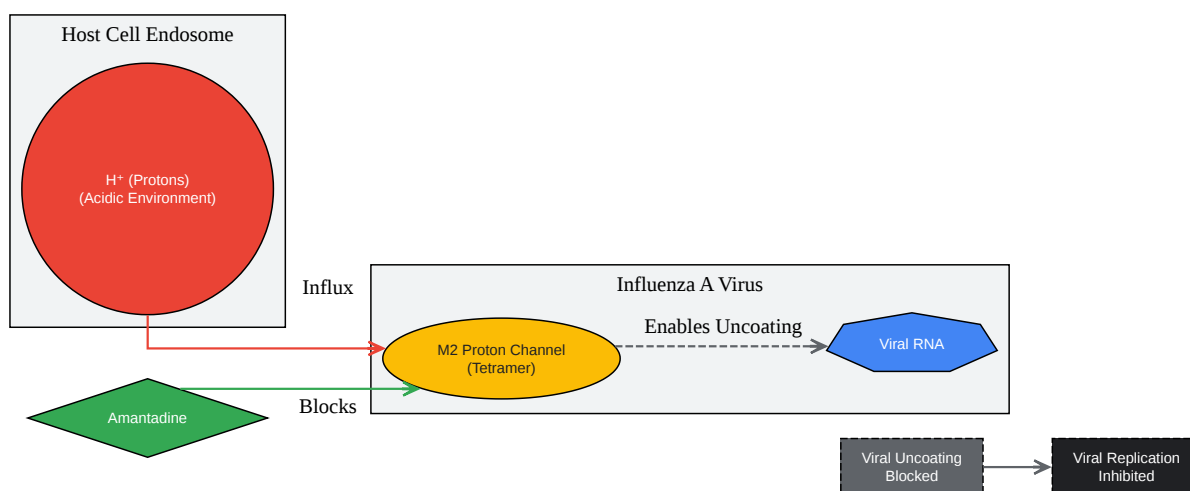 Host Cell Endosome
H⁺ (Protons)
(Acidic Environment)
Influx
Influenza A Virus
Enables Uncoating
M2 Proton Channel
(Tetramer)
Viral RNA
Amantadine
Blocks
Viral Uncoating
Blocked
Viral Replication
Inhibited